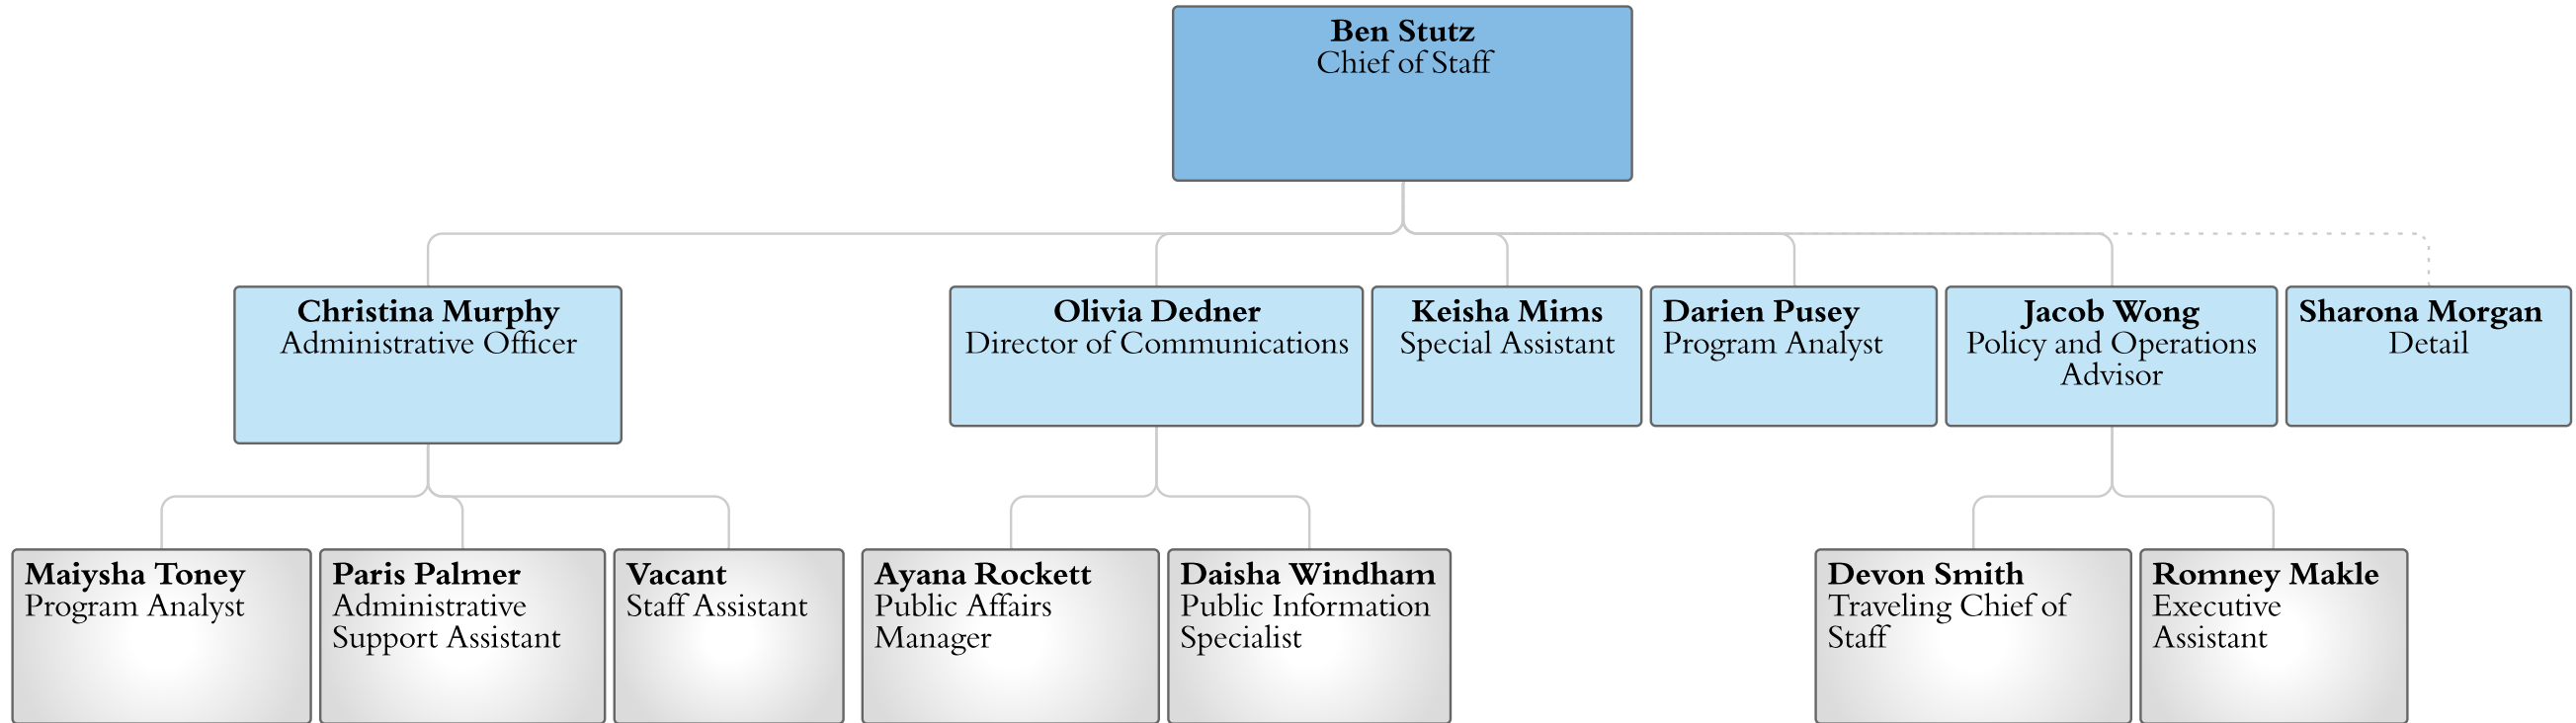 Ben Stutz
Chief of Staff
Christina Murphy
Administrative Officer
Olivia Dedner
Director of Communications
Keisha Mims
Special Assistant
Darien Pusey
Program Analyst
Jacob Wong
Policy and Operations
Advisor
Sharona Morgan
Detail
Maiysha Toney
Program Analyst
Paris Palmer
Administrative
Support Assistant
Vacant
Staff Assistant
Ayana Rockett
Public Affairs
Manager
Daisha Windham
Public Information
Specialist
Devon Smith
Traveling Chief of
Staff
Romney Makle
Executive
Assistant